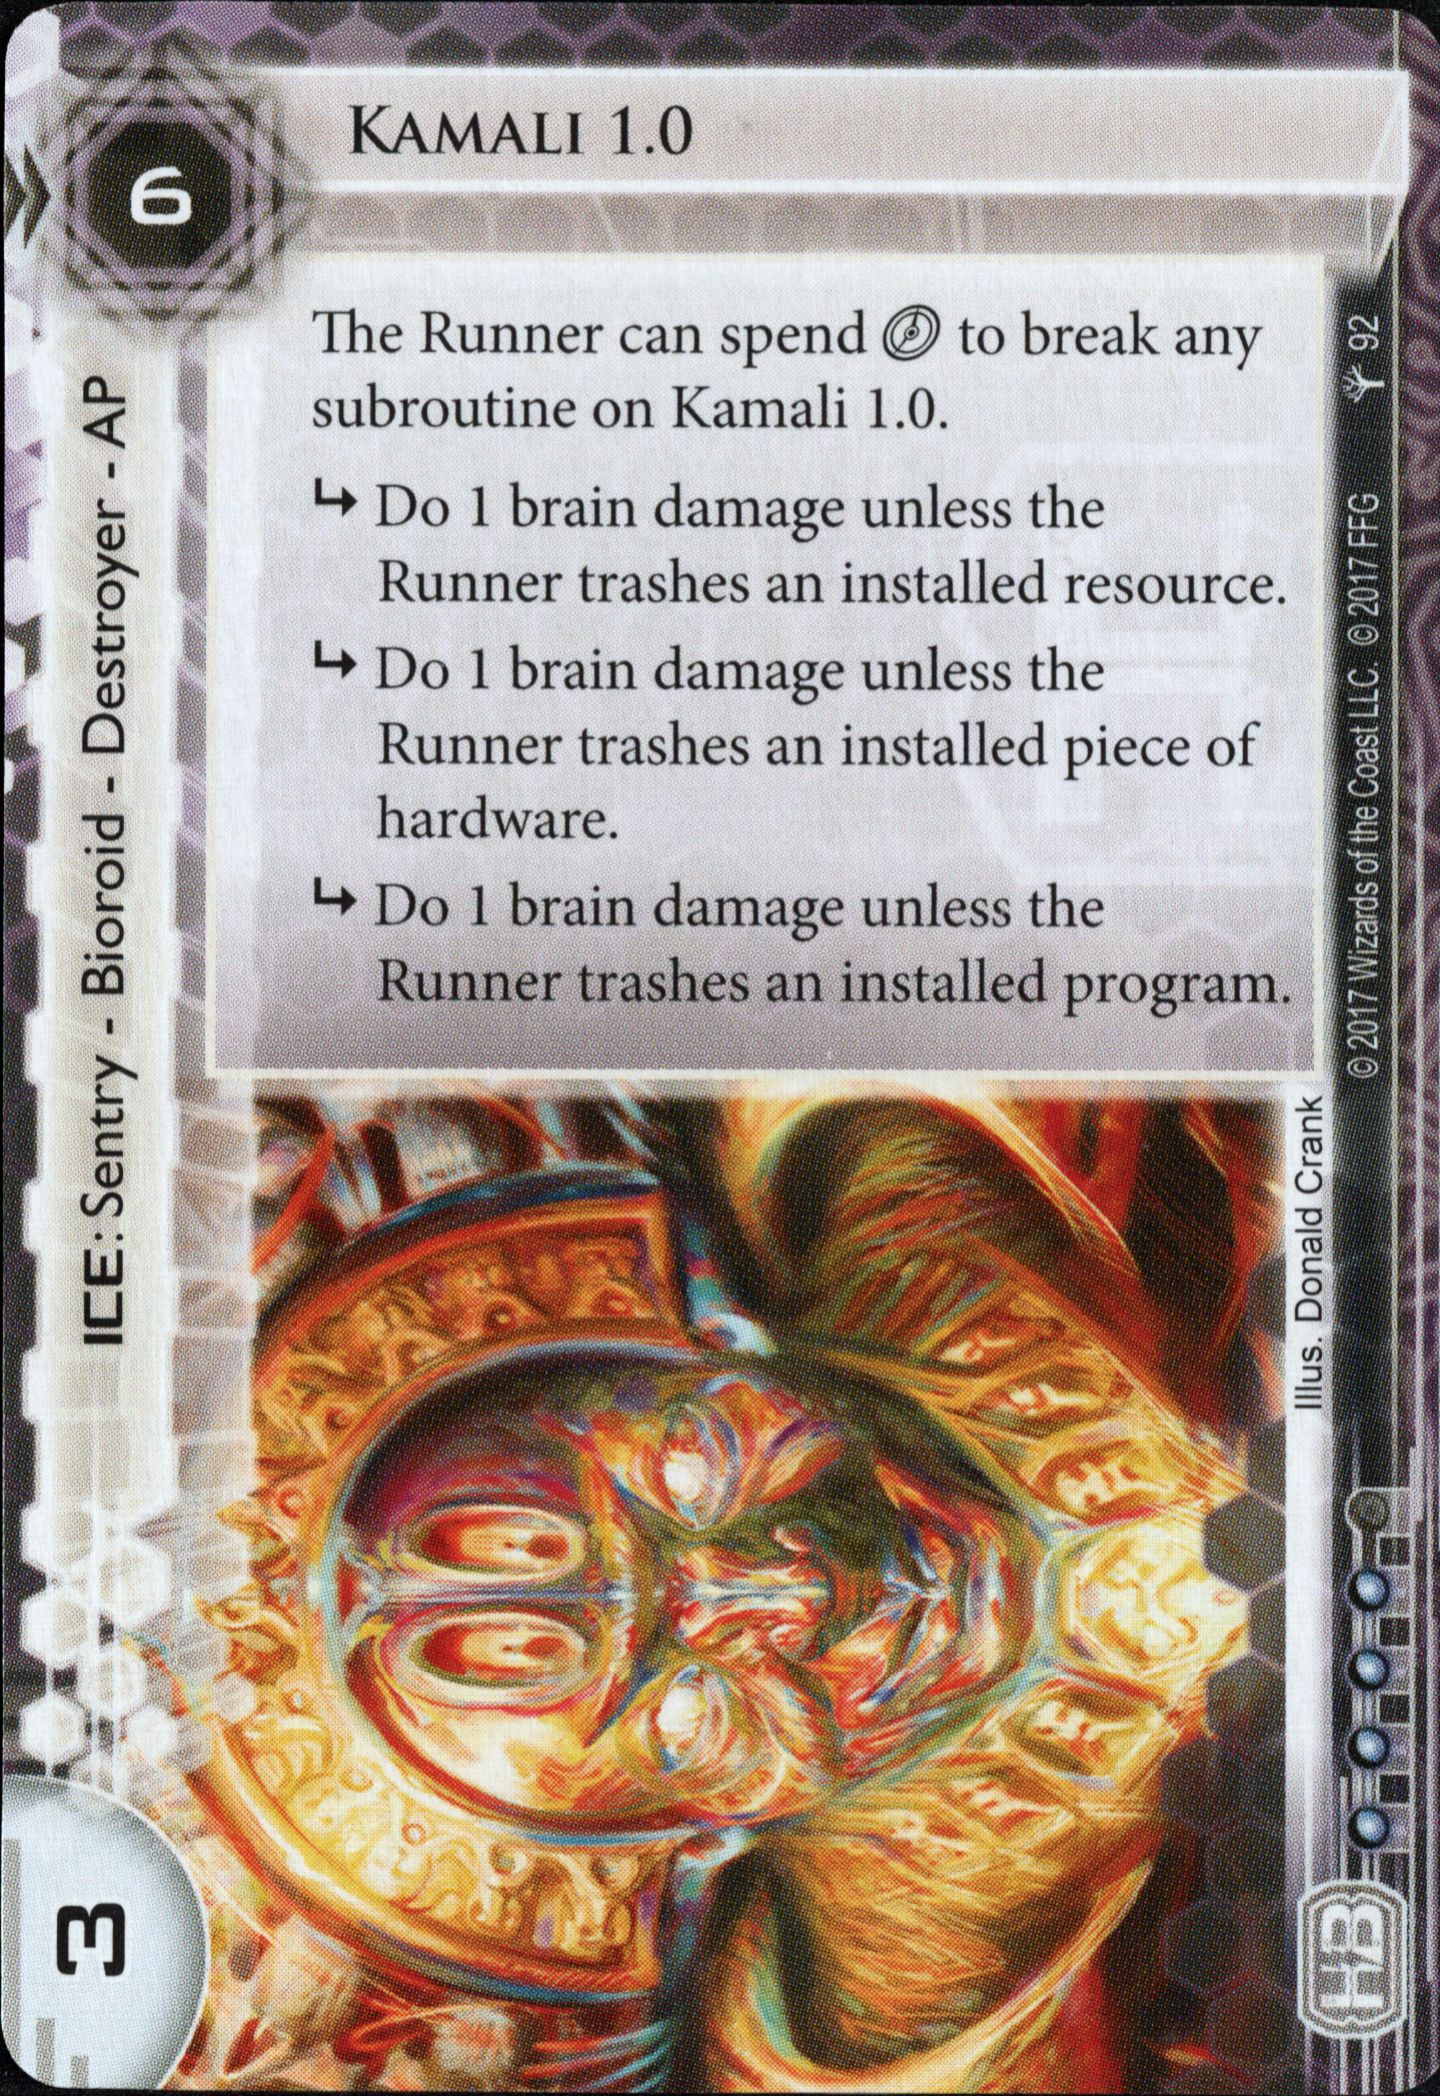 6
KAMALI 1.0
The Runner can spend to break any
subroutine on Kamali 1.0.
Do 1 brain damage unless the
Runner trashes an installed resource.
Do 1 brain damage unless the
Runner trashes an installed piece of
hardware.
Do 1 brain damage unless the
Runner trashes an installed program.
ICE: Sentry - Bioroid - Destroyer - AP
3
Illus. Donald Crank
© 2017 Wizards of the Coast LLC. © 2017 FFG
92
HB